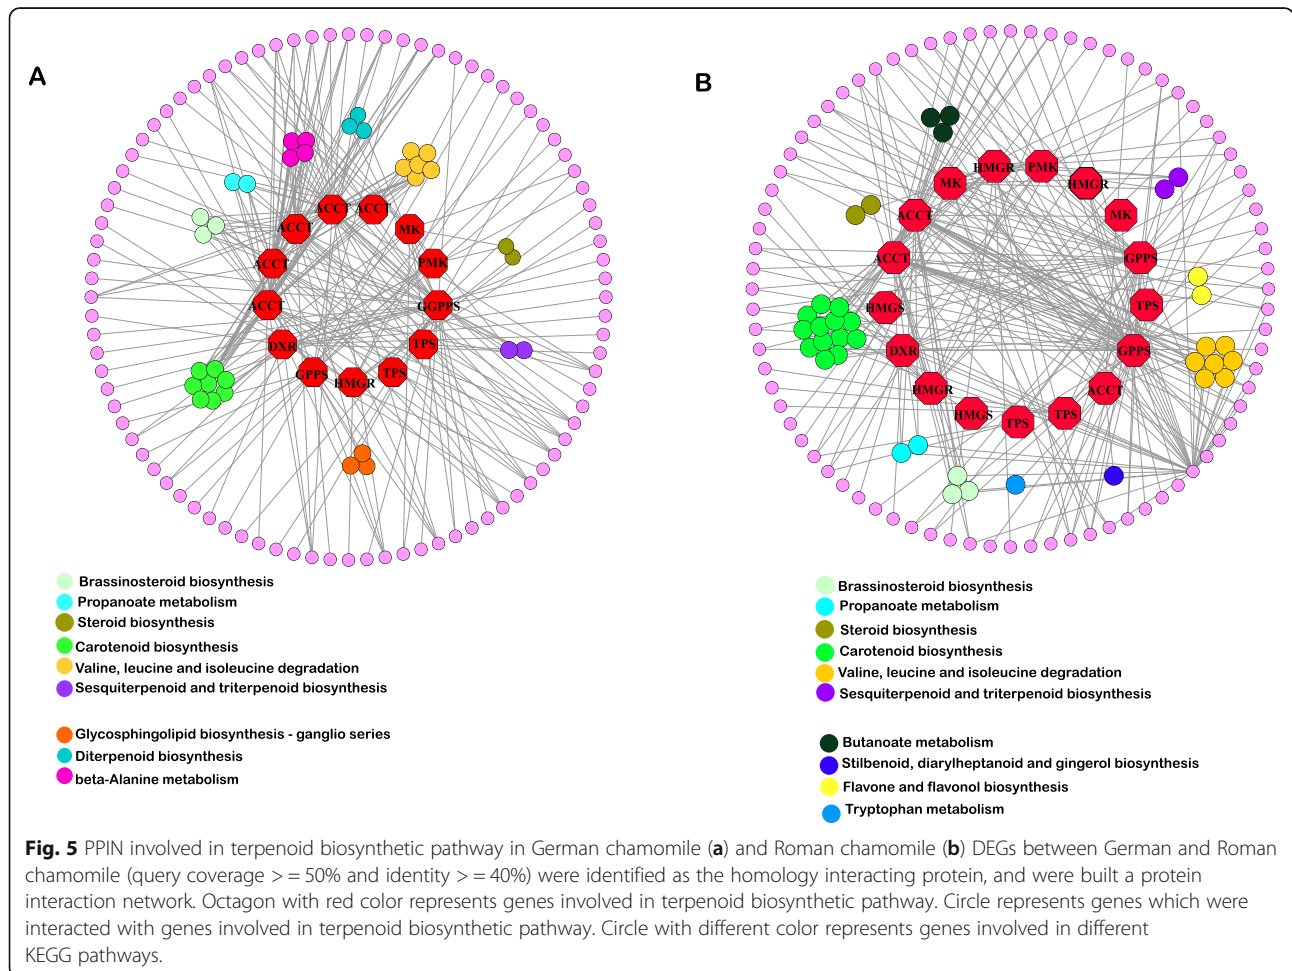 A
ACCT
ACCT
ACCT
MK
ACCT
PMK
ACCT
GGPPS
DXR
TPS
GPPS
HMGR
TPS
Brassinosteroid biosynthesis
Propanoate metabolism
Steroid biosynthesis
Carotenoid biosynthesis
Valine, leucine and isoleucine degradation
Sesquiterpenoid and triterpenoid biosynthesis
Glycosphingolipid biosynthesis - ganglio series
Diterpenoid biosynthesis
beta-Alanine metabolism
B
HMGR
PMK
MK
HMGR
ACCT
MK
ACCT
GPPS
HMGS
TPS
DXR
GPPS
HMGR
ACCT
HMGS
TPS
TPS
Brassinosteroid biosynthesis
Propanoate metabolism
Steroid biosynthesis
Carotenoid biosynthesis
Valine, leucine and isoleucine degradation
Sesquiterpenoid and triterpenoid biosynthesis
Butanoate metabolism
Stilbenoid, diarylheptanoid and gingerol biosynthesis
Flavone and flavonol biosynthesis
Tryptophan metabolism
Fig. 5 PPIN involved in terpenoid biosynthetic pathway in German chamomile (a) and Roman chamomile (b) DEGs between German and Roman
chamomile (query coverage > = 50% and identity > = 40%) were identified as the homology interacting protein, and were built a protein
interaction network. Octagon with red color represents genes involved in terpenoid biosynthetic pathway. Circle represents genes which were
interacted with genes involved in terpenoid biosynthetic pathway. Circle with different color represents genes involved in different
KEGG pathways.